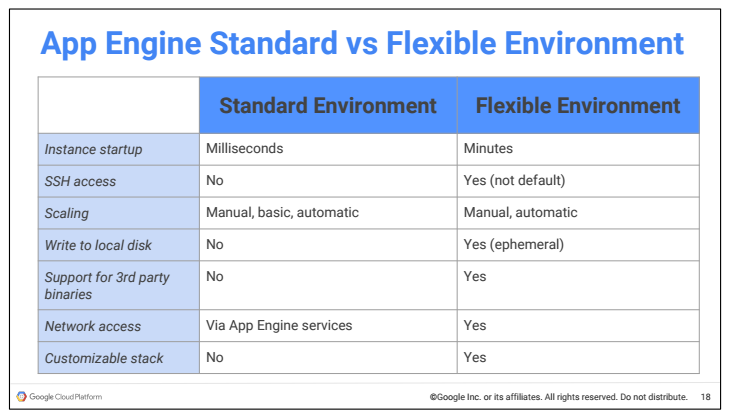 App Engine Standard vs Flexible Environment
Standard Environment Flexible Environment
Instance startup Milliseconds Minutes
SSH access No Yes (not default)
Scaling Manual, basic, automatic Manual, automatic
Write to local disk No Yes (ephemeral)
Support for 3rd party No Yes
binaries
Network access Via App Engine services Yes
Customizable stack No Yes
Google Cloud Platform ©Google Inc. or its affiliates. All rights reserved. Do not distribute. 18